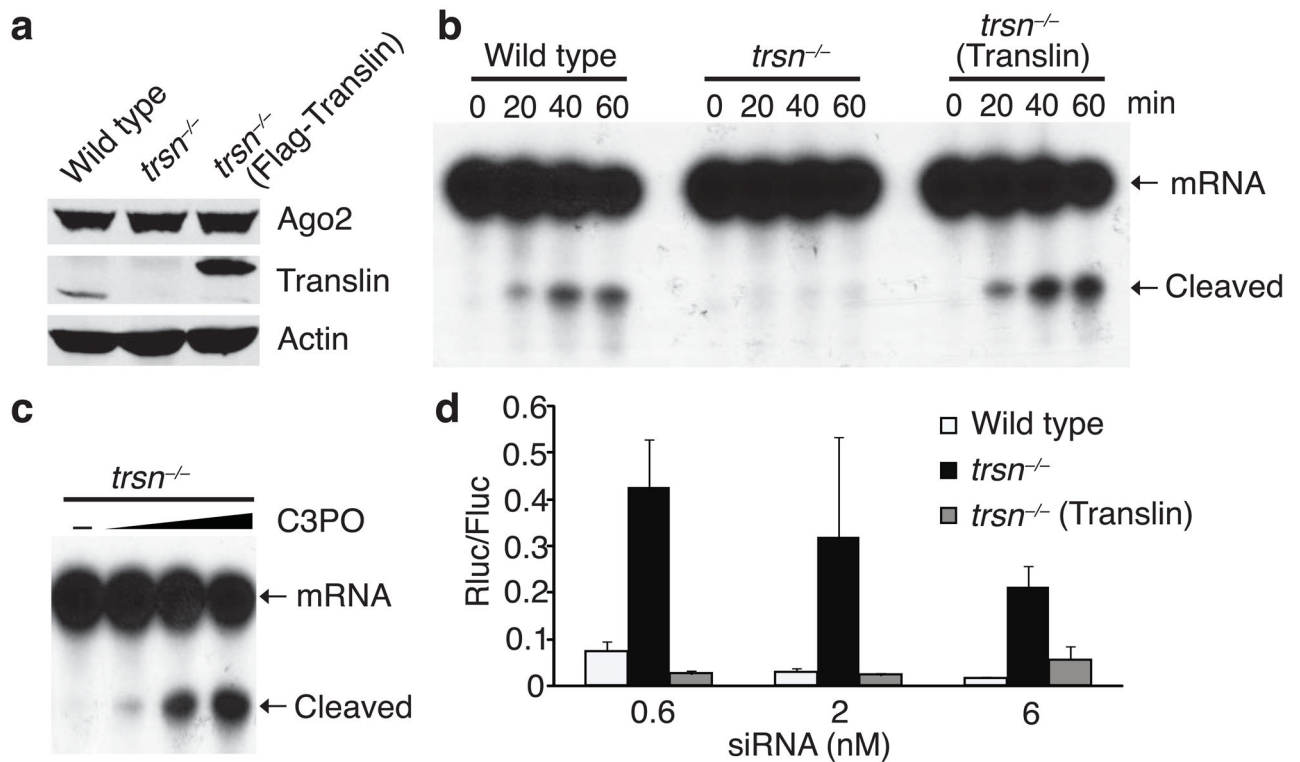 a
Wild type
trsn–/–
trsn–/–
(Flag-Translin)
Ago2
Translin
Actin
b
Wild type
trsn–/–
trsn–/–
(Translin)
0 20 40 60 0 20 40 60 0 20 40 60 min
mRNA
Cleaved
c
trsn–/–
– C3PO
mRNA
Cleaved
d
Wild type
trsn–/–
trsn–/– (Translin)
Rluc/Fluc
0.6
0.5
0.4
0.3
0.2
0.1
0
0.6 2 6
siRNA (nM)